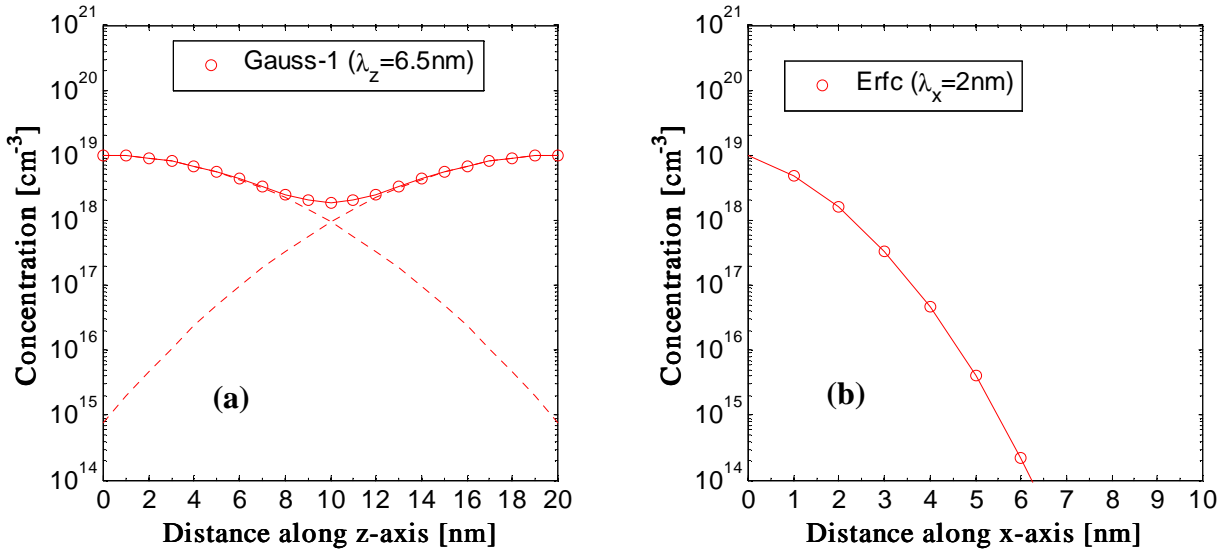 10^21
10^20
10^19
10^18
10^17
10^16
10^15
10^14
Concentration [cm^-3]
Gauss-1 (λ_z=6.5nm)
(a)
0 2 4 6 8 10 12 14 16 18 20
Distance along z-axis [nm]
10^21
10^20
10^19
10^18
10^17
10^16
10^15
10^14
Concentration [cm^-3]
Erfc (λ_x=2nm)
(b)
0 1 2 3 4 5 6 7 8 9 10
Distance along x-axis [nm]